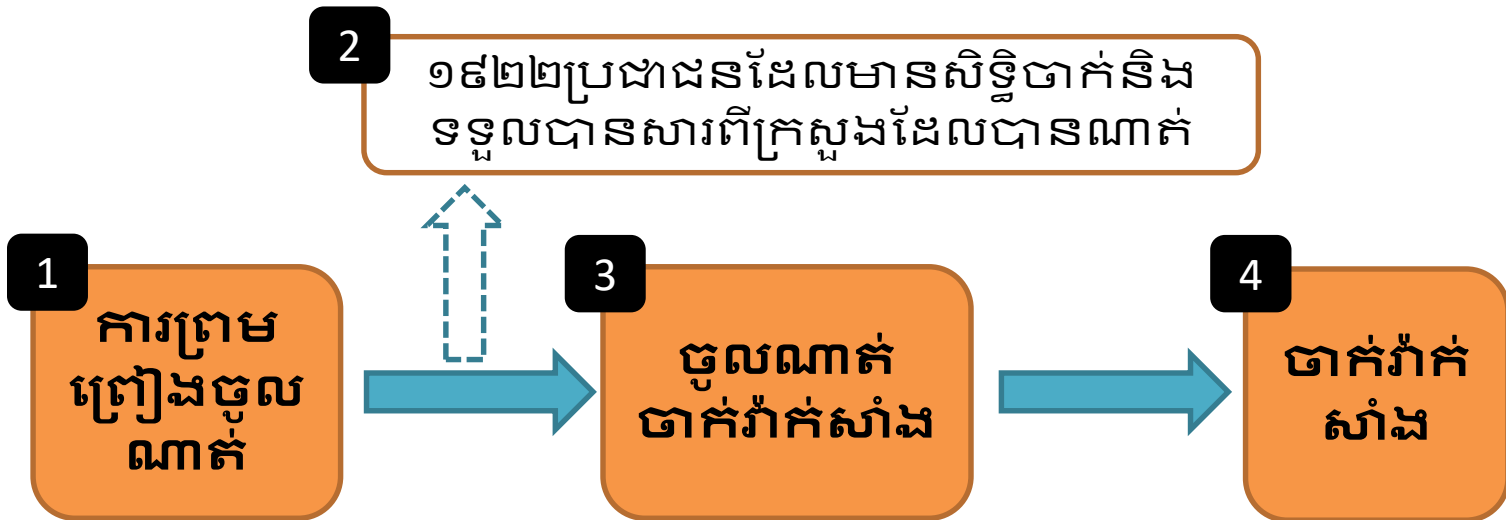 2
១៩២២ប្រជាជនដែលមានសិទ្ធិចាក់និង
ទទួលបានសារពីក្រសួងដែលបានណាត់
1
ការព្រម
ព្រៀងចូល
ណាត់
3
ចូលណាត់
ចាក់វ៉ាក់សាំង
4
ចាក់វ៉ាក់
សាំង